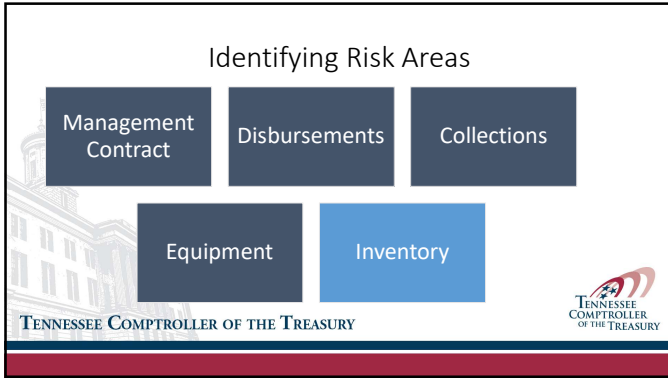 Identifying Risk Areas
Management
Contract
Disbursements
Collections
Equipment
Inventory
TENNESSEE COMPTROLLER OF THE TREASURY
TENNESSEE
COMPTROLLER
OF THE TREASURY